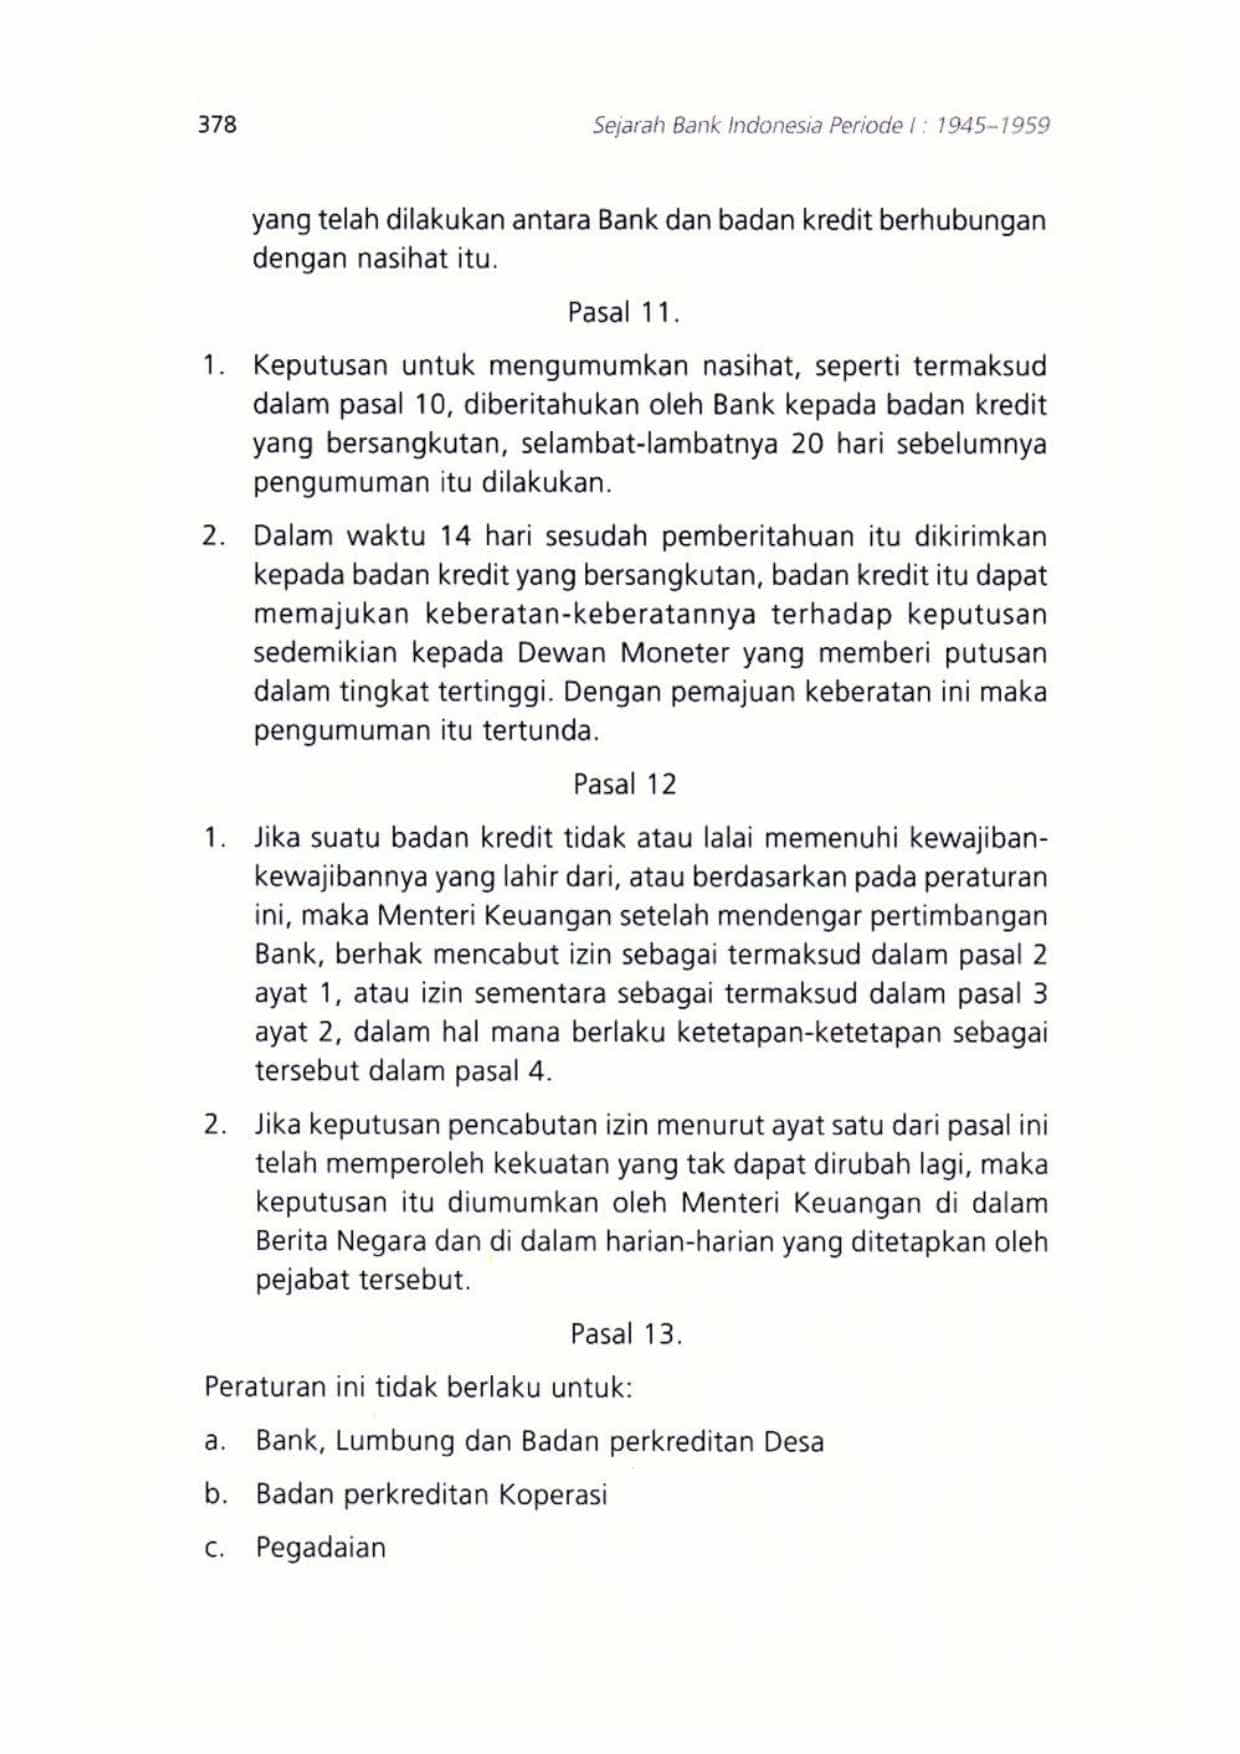 378
Sejarah Bank Indonesia Periode I : 1945–1959
yang telah dilakukan antara Bank dan badan kredit berhubungan
dengan nasihat itu.
Pasal 11.
1. Keputusan untuk mengumumkan nasihat, seperti termaksud
dalam pasal 10, diberitahukan oleh Bank kepada badan kredit
yang bersangkutan, selambat-lambatnya 20 hari sebelumnya
pengumuman itu dilakukan.
2. Dalam waktu 14 hari sesudah pemberitahuan itu dikirimkan
kepada badan kredit yang bersangkutan, badan kredit itu dapat
memajukan keberatan-keberatannya terhadap keputusan
sedemikian kepada Dewan Moneter yang memberi putusan
dalam tingkat tertinggi. Dengan pemajuan keberatan ini maka
pengumuman itu tertunda.
Pasal 12
1. Jika suatu badan kredit tidak atau lalai memenuhi kewajiban-
kewajibannya yang lahir dari, atau berdasarkan pada peraturan
ini, maka Menteri Keuangan setelah mendengar pertimbangan
Bank, berhak mencabut izin sebagai termaksud dalam pasal 2
ayat 1, atau izin sementara sebagai termaksud dalam pasal 3
ayat 2, dalam hal mana berlaku ketetapan-ketetapan sebagai
tersebut dalam pasal 4.
2. Jika keputusan pencabutan izin menurut ayat satu dari pasal ini
telah memperoleh kekuatan yang tak dapat dirubah lagi, maka
keputusan itu diumumkan oleh Menteri Keuangan di dalam
Berita Negara dan di dalam harian-harian yang ditetapkan oleh
pejabat tersebut.
Pasal 13.
Peraturan ini tidak berlaku untuk:
a. Bank, Lumbung dan Badan perkreditan Desa
b. Badan perkreditan Koperasi
c. Pegadaian